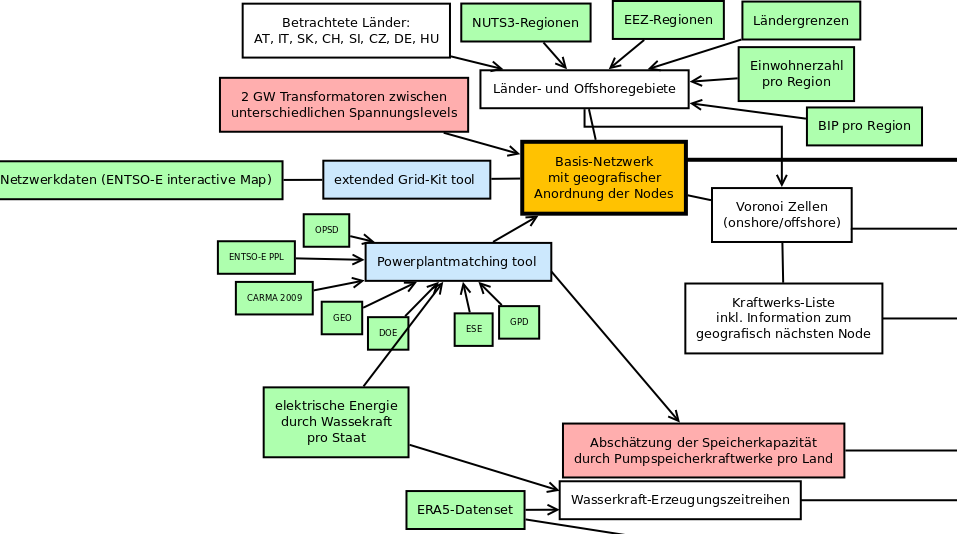 Betrachtete Länder:
AT, IT, SK, CH, SI, CZ, DE, HU
NUTS3-Regionen
EEZ-Regionen
Ländergrenzen
Einwohnerzahl
pro Region
Länder- und Offshoregebiete
2 GW Transformatoren zwischen
unterschiedlichen Spannungslevels
BIP pro Region
Netzwerkdaten (ENTSO-E interactive Map)
extended Grid-Kit tool
Basis-Netzwerk
mit geografischer
Anordnung der Nodes
Voronoi Zellen
(onshore/offshore)
OPSD
ENTSO-E PPL
Powerplantmatching tool
CARMA 2009
GEO
DOE
ESE
GPD
Kraftwerks-Liste
inkl. Information zum
geografisch nächsten Node
elektrische Energie
durch Wassekraft
pro Staat
Abschätzung der Speicherkapazität
durch Pumpspeicherkraftwerke pro Land
Wasserkraft-Erzeugungszeitreihen
ERA5-Datenset